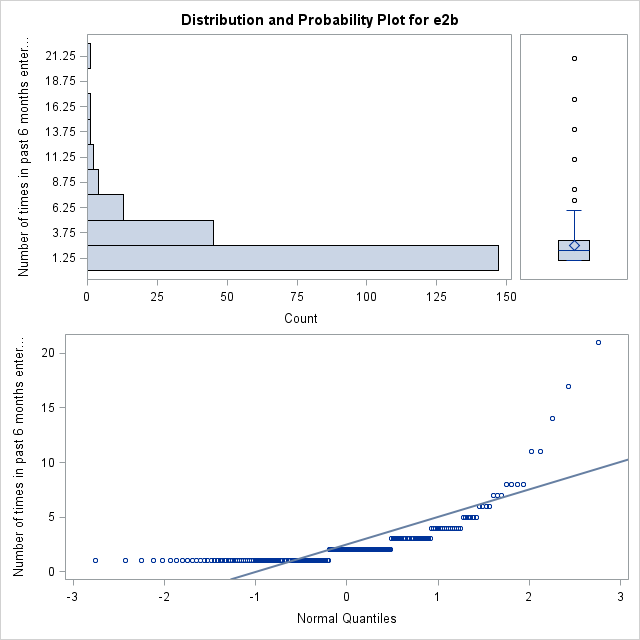 Distribution and Probability Plot for e2b
Number of times in past 6 months enter...
21.25
18.75
16.25
13.75
11.25
8.75
6.25
3.75
1.25
0 25 50 75 100 125 150
Count
Number of times in past 6 months enter...
20
15
10
5
0
-3 -2 -1 0 1 2 3
Normal Quantiles